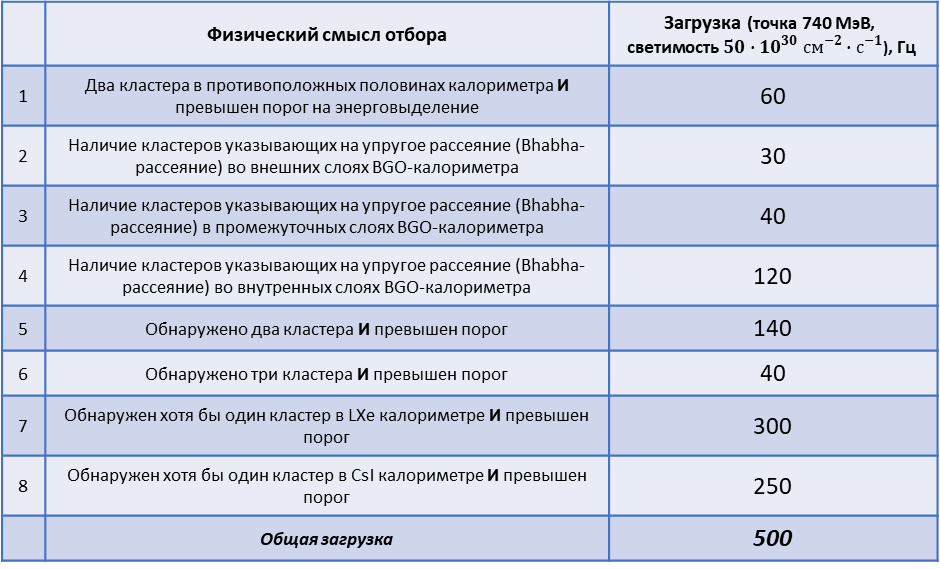 Физический смысл отбора
Загрузка (точка 740 МэВ,
светимость 50 · 10³⁰ см⁻² · с⁻¹), Гц
1
Два кластера в противоположных половинах калориметра И
превышен порог на энерговыделение
60
2
Наличие кластеров указывающих на упругое рассеяние (Bhabha-
рассеяние) во внешних слоях BGO-калориметра
30
3
Наличие кластеров указывающих на упругое рассеяние (Bhabha-
рассеяние) в промежуточных слоях BGO-калориметра
40
4
Наличие кластеров указывающих на упругое рассеяние (Bhabha-
рассеяние) во внутренных слоях BGO-калориметра
120
5
Обнаружено два кластера И превышен порог
140
6
Обнаружено три кластера И превышен порог
40
7
Обнаружен хотя бы один кластер в LXe калориметре И превышен
порог
300
8
Обнаружен хотя бы один кластер в CsI калориметре И превышен
порог
250
Общая загрузка
500